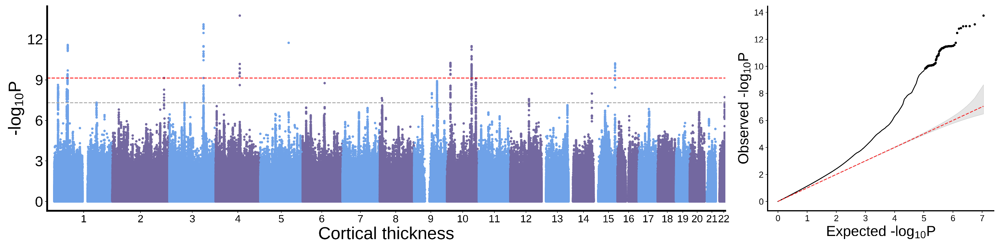 -log10P
12
9
6
3
0
1 2 3 4 5 6 7 8 9 10 11 12 13 14 15 16 17 18 19 20 21 22
Cortical thickness
Observed -log10P
14
12
10
8
6
4
2
0
0 1 2 3 4 5 6 7
Expected -log10P